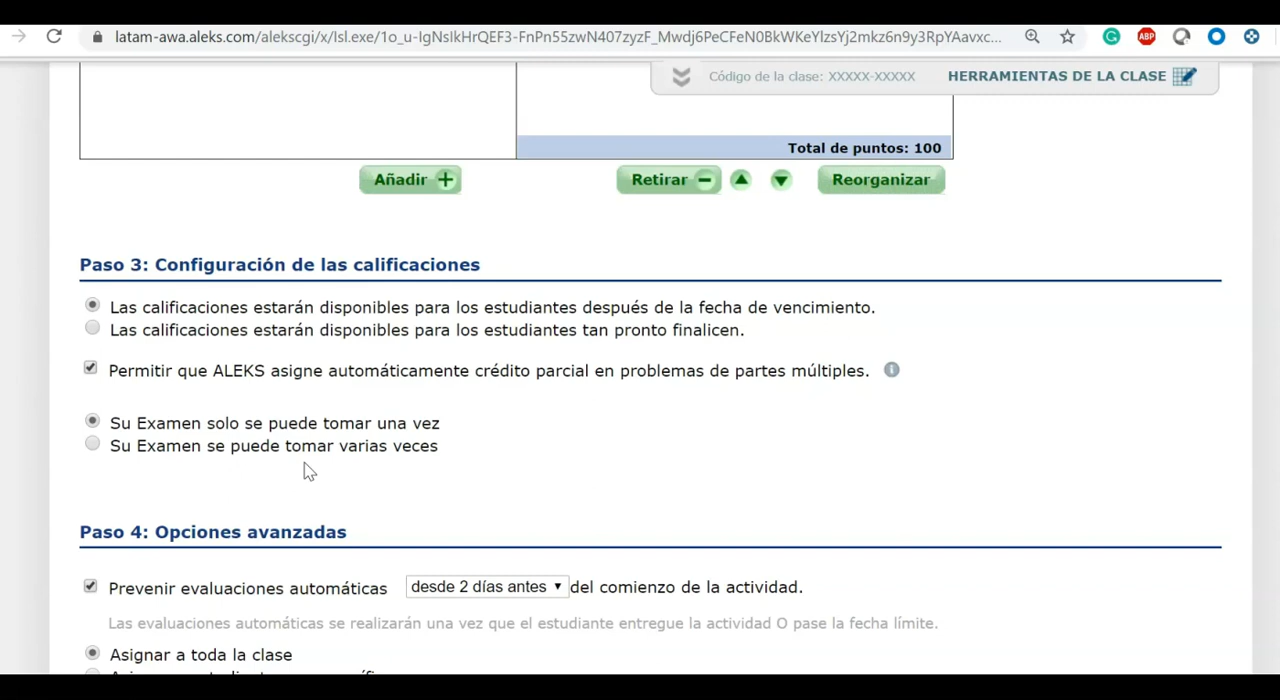 latam-awa.aleks.com/alekscgi/x/Isl.exe/1o_u-IgNsIkHrQEF3-FnPn55zwN407zyzF_Mwdj6PeCFeN0BkWKeYlzsYj2mkz6n9y3RpYAavxc...
ABP
Código de la clase: XXXXX-XXXXX HERRAMIENTAS DE LA CLASE
Total de puntos: 100
Añadir +
Retirar −
Reorganizar
Paso 3: Configuración de las calificaciones
Las calificaciones estarán disponibles para los estudiantes después de la fecha de vencimiento.
Las calificaciones estarán disponibles para los estudiantes tan pronto finalicen.
Permitir que ALEKS asigne automáticamente crédito parcial en problemas de partes múltiples.
Su Examen solo se puede tomar una vez
Su Examen se puede tomar varias veces
Paso 4: Opciones avanzadas
Prevenir evaluaciones automáticas desde 2 días antes del comienzo de la actividad.
Las evaluaciones automáticas se realizarán una vez que el estudiante entregue la actividad O pase la fecha límite.
Asignar a toda la clase